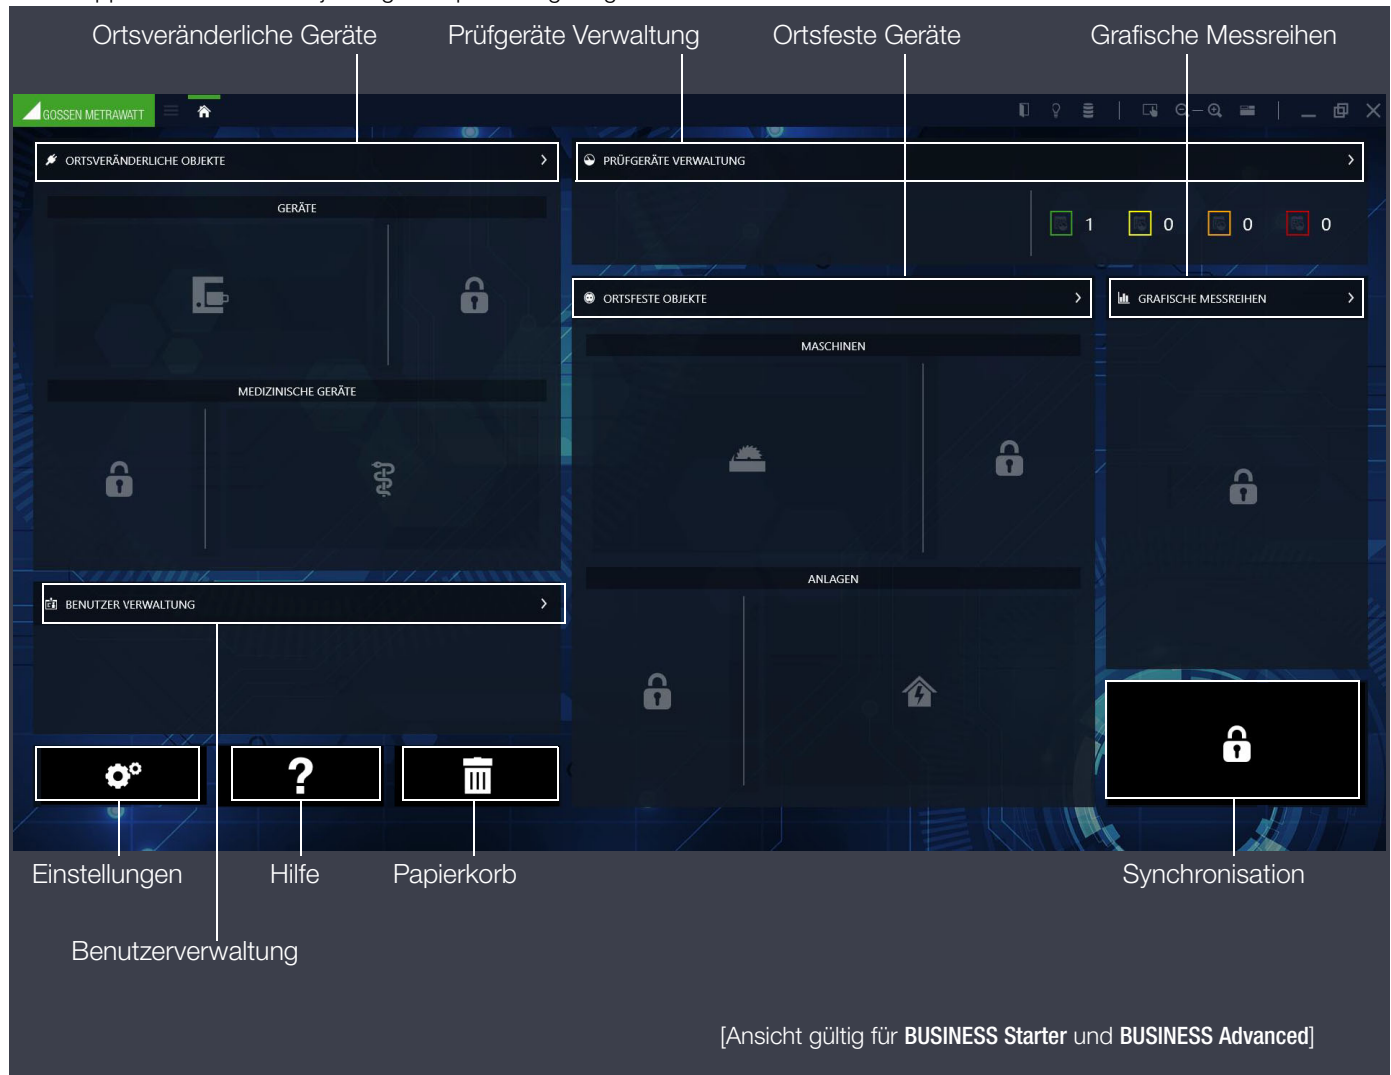 Ortsveränderliche Geräte
Prüfgeräte Verwaltung
Ortsfeste Geräte
Grafische Messreihen
GOSSEN METRAWATT
ORTSVERÄNDERLICHE OBJEKTE
PRÜFGERÄTE VERWALTUNG
GERÄTE
1
0
0
0
ORTSFESTE OBJEKTE
GRAFISCHE MESSREIHEN
MASCHINEN
MEDIZINISCHE GERÄTE
ANLAGEN
BENUTZER VERWALTUNG
?
Einstellungen
Hilfe
Papierkorb
Synchronisation
Benutzerverwaltung
[Ansicht gültig für BUSINESS Starter und BUSINESS Advanced]